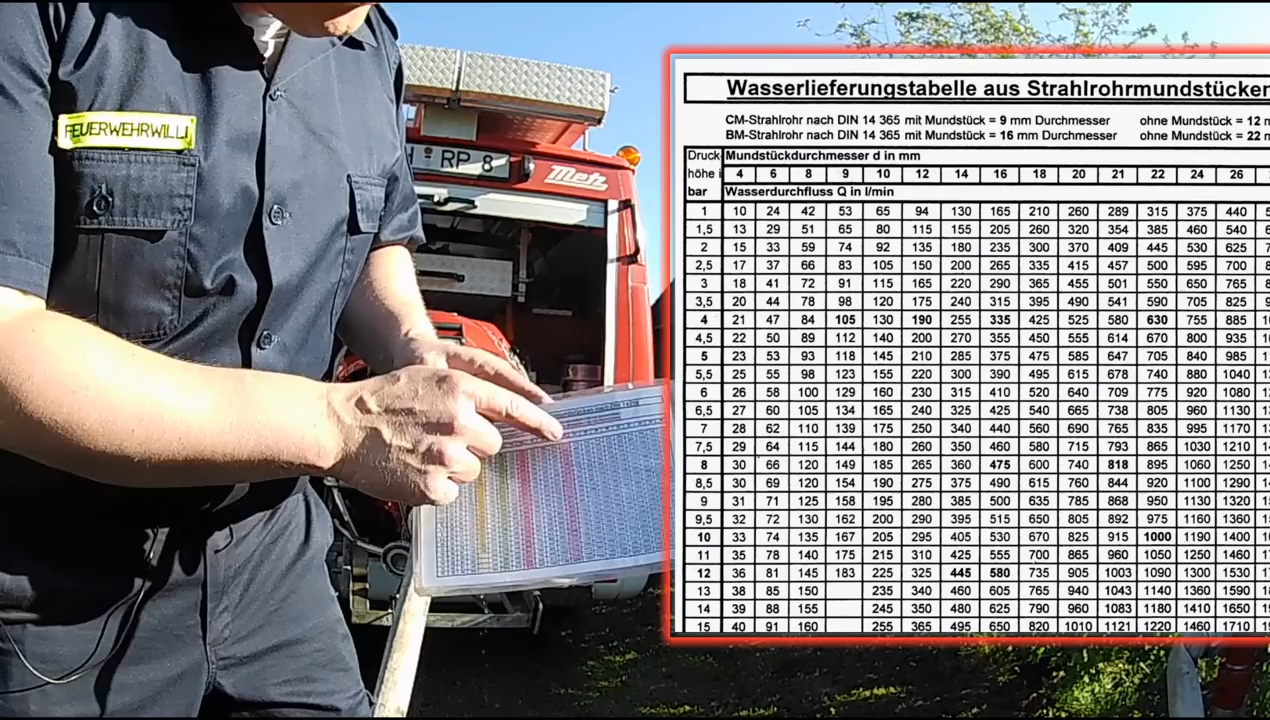 FEUERWEHRWILLI
RP 8
Metz
Wasserlieferungstabelle aus Strahlrohrmundstücken
CM-Strahlrohr nach DIN 14 365 mit Mundstück = 9 mm Durchmesser ohne Mundstück = 12
BM-Strahlrohr nach DIN 14 365 mit Mundstück = 16 mm Durchmesser ohne Mundstück = 22
Druck Mundstückdurchmesser d in mm
höhe i 4 6 8 9 10 12 14 16 18 20 21 22 24 26
bar Wasserdurchfluss Q in l/min
1 10 24 42 53 65 94 130 165 210 260 289 315 375 440
1,5 13 29 51 65 80 115 155 205 260 320 354 385 460 540
2 15 33 59 74 92 135 180 235 300 370 409 445 530 625
2,5 17 37 66 83 105 150 200 265 335 415 457 500 595 700
3 18 41 72 91 115 165 220 290 365 455 501 550 650 765
3,5 20 44 78 98 120 175 240 315 395 490 541 590 705 825
4 21 47 84 105 130 190 255 335 425 525 580 630 755 885
4,5 22 50 89 112 140 200 270 355 450 555 614 670 800 935
5 23 53 93 118 145 210 285 375 475 585 647 705 840 985
5,5 25 55 98 123 155 220 300 390 495 615 678 740 880 1040
6 26 58 100 129 160 230 315 410 520 640 709 775 920 1080
6,5 27 60 105 134 165 240 325 425 540 665 738 805 960 1130
7 28 62 110 139 175 250 340 440 560 690 765 835 995 1170
7,5 29 64 115 144 180 260 350 460 580 715 793 865 1030 1210
8 30 66 120 149 185 265 360 475 600 740 818 895 1060 1250
8,5 30 69 120 154 190 275 375 490 615 760 844 920 1100 1290
9 31 71 125 158 195 280 385 500 635 785 868 950 1130 1320
9,5 32 72 130 162 200 290 395 515 650 805 892 975 1160 1360
10 33 74 135 167 205 295 405 530 670 825 915 1000 1190 1400
11 35 78 140 175 215 310 425 555 700 865 960 1050 1250 1460
12 36 81 145 183 225 325 445 580 735 905 1003 1090 1300 1530
13 38 85 150 235 340 460 605 765 940 1043 1140 1360 1590
14 39 88 155 245 350 480 625 790 960 1083 1180 1410 1650
15 40 91 160 255 365 495 650 820 1010 1121 1220 1460 1710